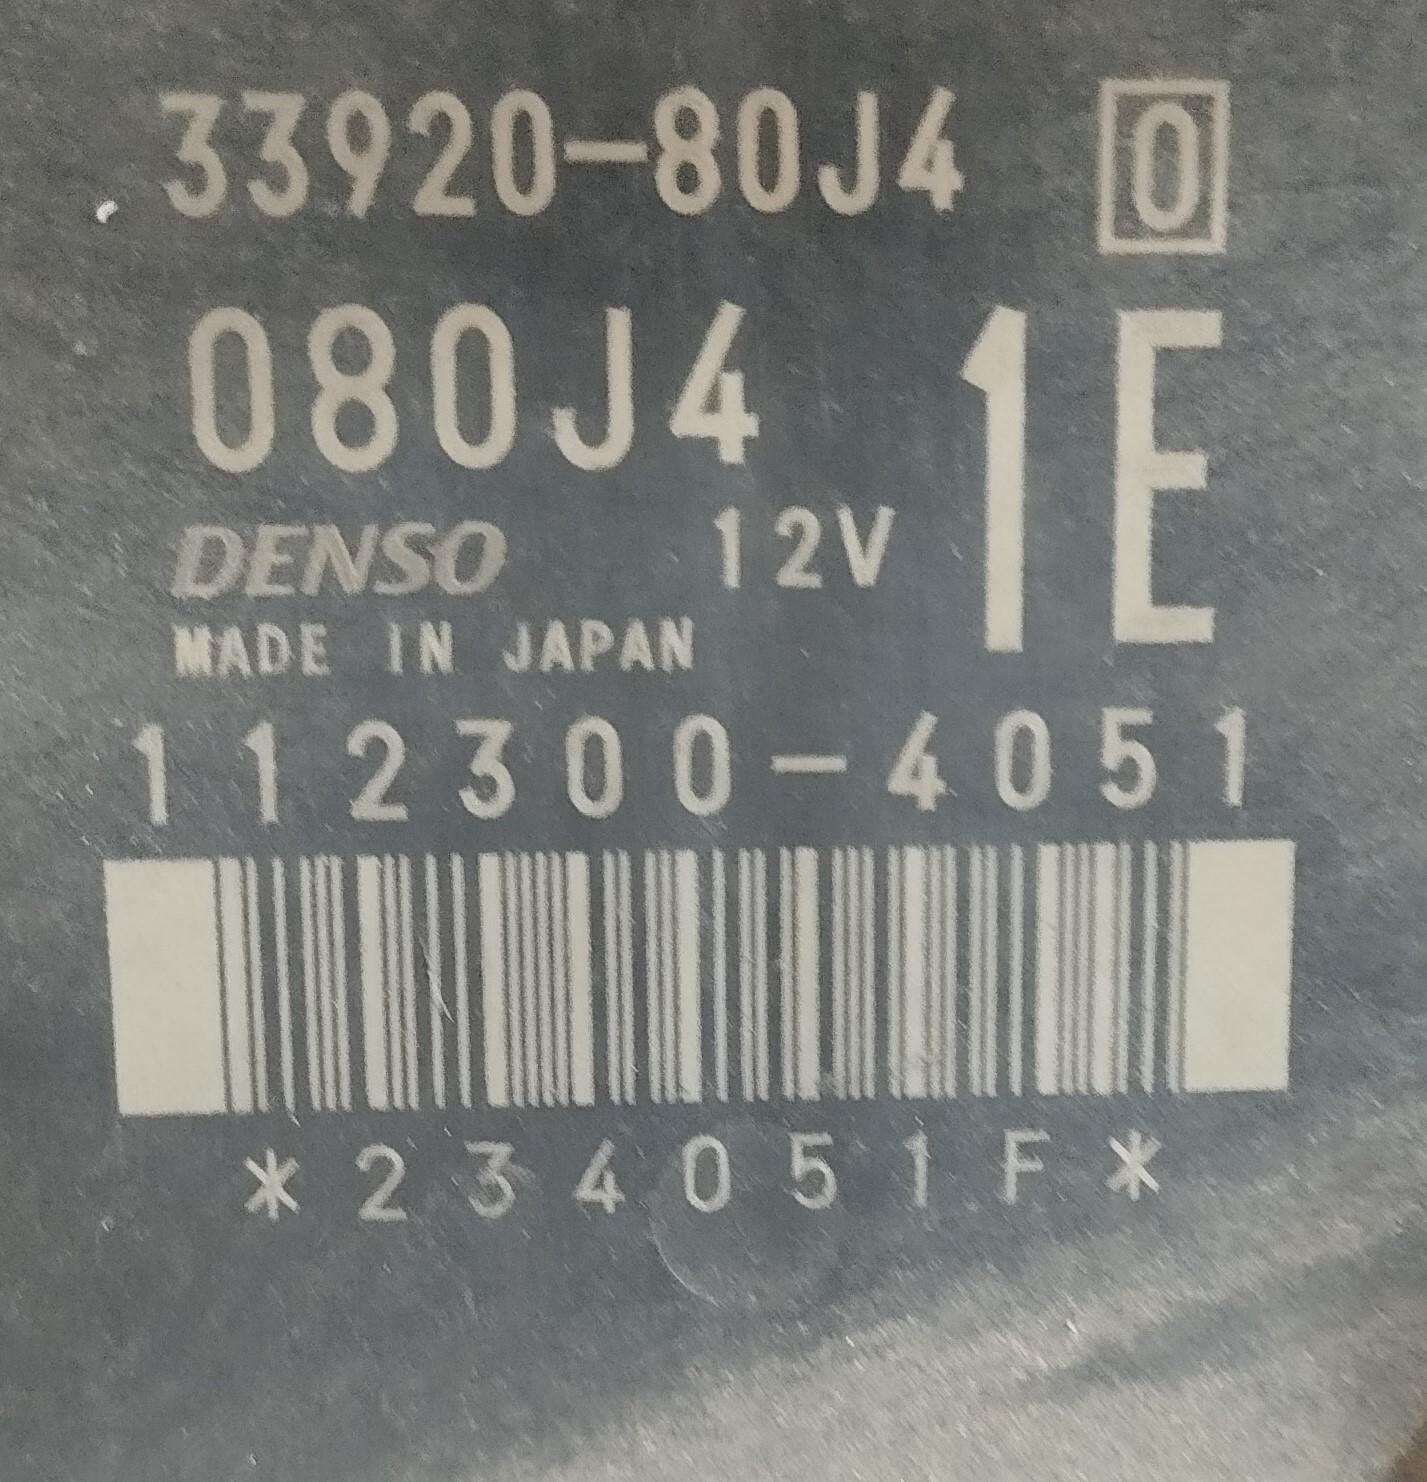 33920-80J4 0
080J4 1E
DENSO 12V
MADE IN JAPAN
112300-4051
*234051F*